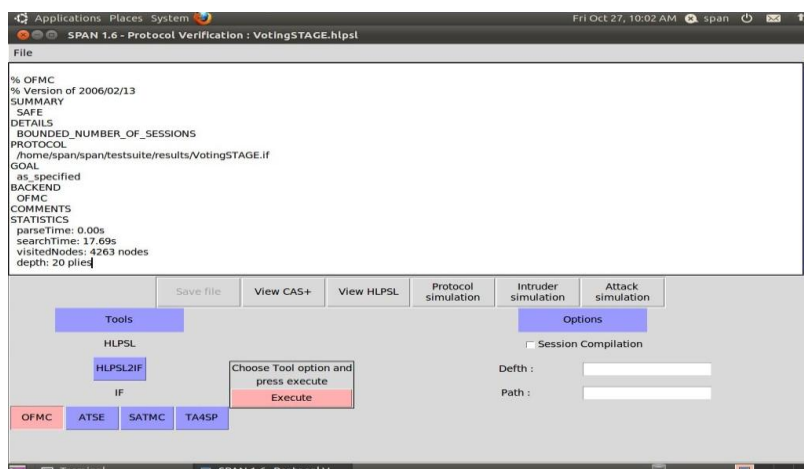 Applications Places System Fri Oct 27, 10:02 AM span
SPAN 1.6 - Protocol Verification : VotingSTAGE.hlpsl
File
% OFMC
% Version of 2006/02/13
SUMMARY
SAFE
DETAILS
BOUNDED_NUMBER_OF_SESSIONS
PROTOCOL
/home/span/span/testsuite/results/VotingSTAGE.if
GOAL
as_specified
BACKEND
OFMC
COMMENTS
STATISTICS
parseTime: 0.00s
searchTime: 17.69s
visitedNodes: 4263 nodes
depth: 20 plies
Save file View CAS+ View HLPSL Protocol simulation Intruder simulation Attack simulation
Tools Options
HLPSL Session Compilation
HLPSL2IF Choose Tool option and press execute Defth :
IF Execute Path :
OFMC ATSE SATMC TA4SP